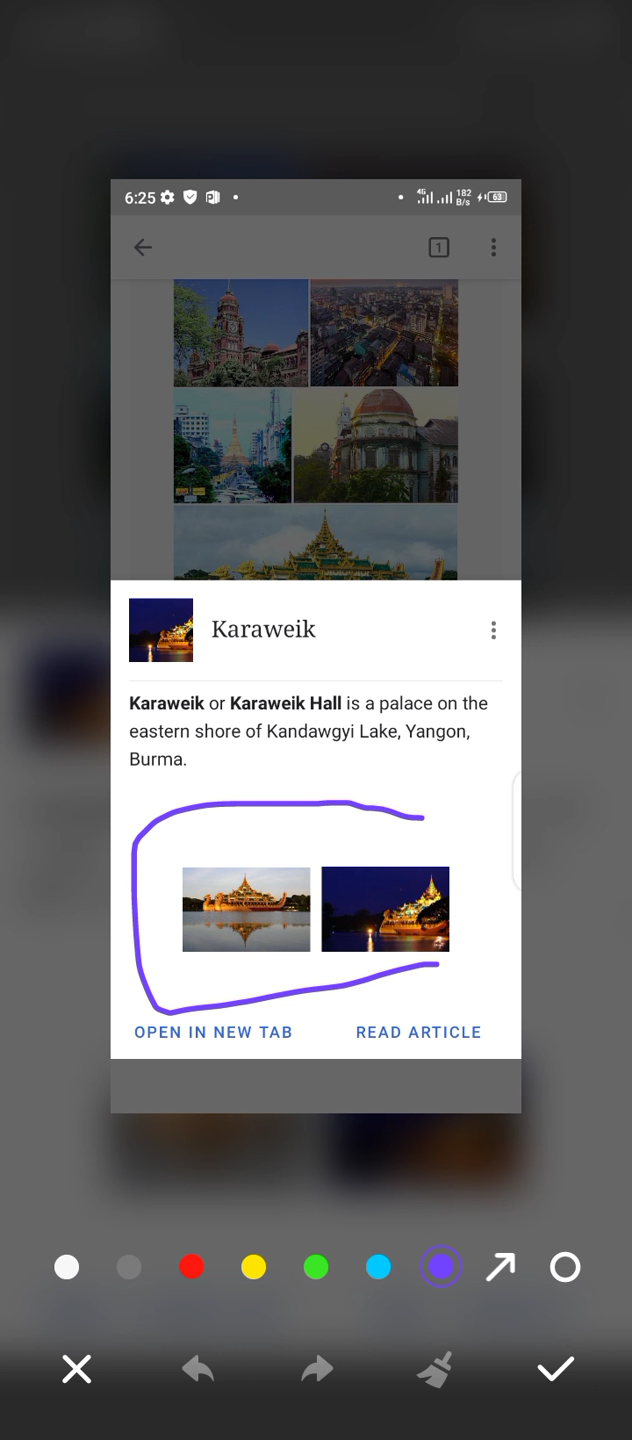 6:25
4G
182
B/s
63
1
Karaweik
Karaweik or Karaweik Hall is a palace on the
eastern shore of Kandawgyi Lake, Yangon,
Burma.
OPEN IN NEW TAB
READ ARTICLE